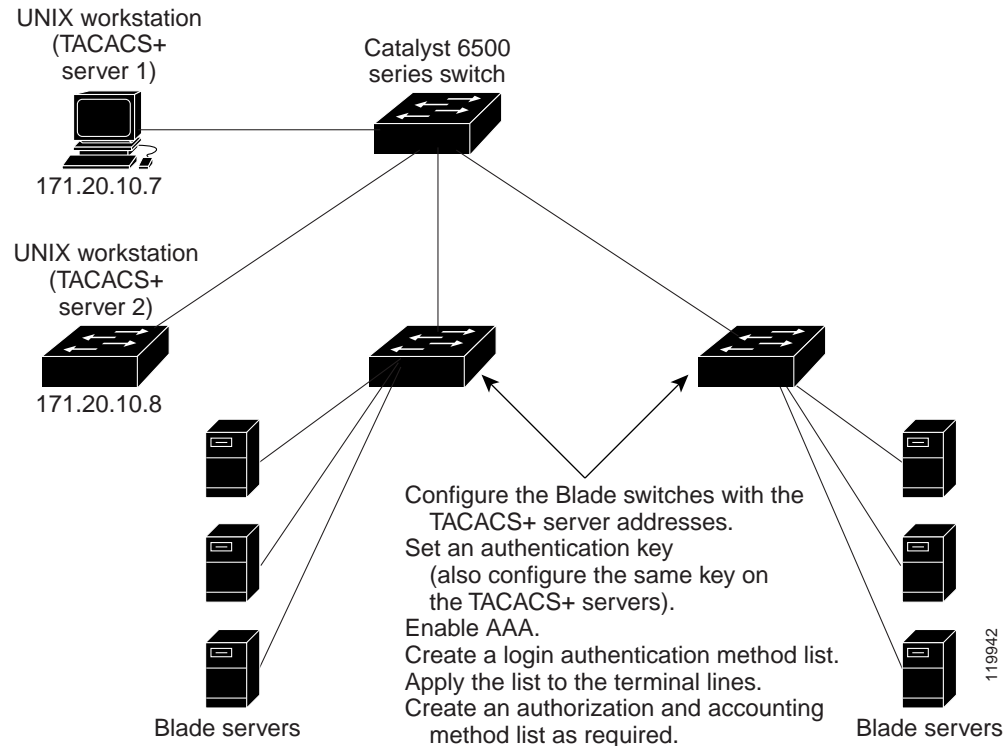 UNIX workstation
(TACACS+
server 1)
Catalyst 6500
series switch
171.20.10.7
UNIX workstation
(TACACS+
server 2)
171.20.10.8
Configure the Blade switches with the
TACACS+ server addresses.
Set an authentication key
(also configure the same key on
the TACACS+ servers).
Enable AAA.
Create a login authentication method list.
Apply the list to the terminal lines.
Create an authorization and accounting
method list as required.
Blade servers
Blade servers
119942